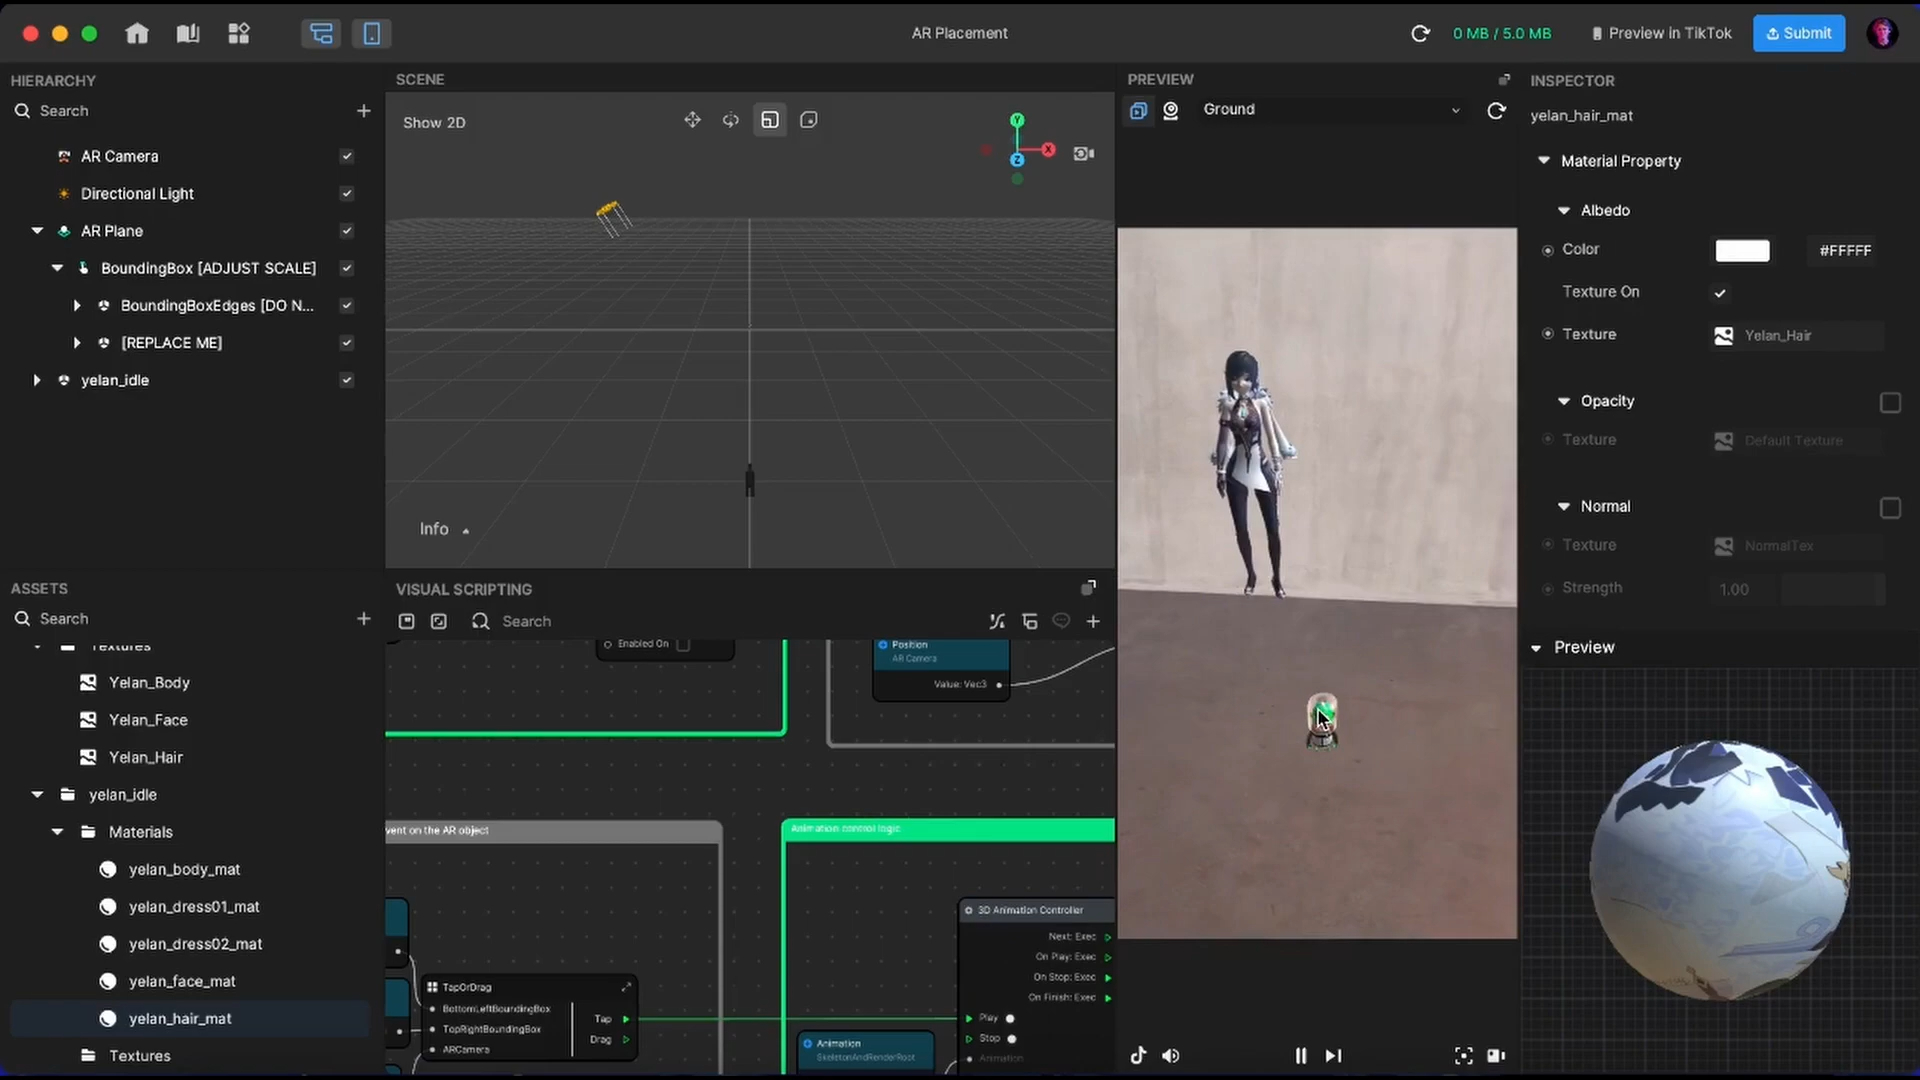 AR Placement
0 MB / 5.0 MB
Preview in TikTok
Submit
HIERARCHY
Search
AR Camera
Directional Light
AR Plane
BoundingBox [ADJUST SCALE]
BoundingBoxEdges [DO N...
[REPLACE ME]
yelan_idle
SCENE
Show 2D
Y
X
Z
Info
PREVIEW
Ground
INSPECTOR
yelan_hair_mat
Material Property
Albedo
Color
#FFFFF
Texture On
Texture
Yelan_Hair
Opacity
Texture
Default Texture
Normal
Texture
NormalTex
Strength
1.00
Preview
ASSETS
Search
Textures
Yelan_Body
Yelan_Face
Yelan_Hair
yelan_idle
Materials
yelan_body_mat
yelan_dress01_mat
yelan_dress02_mat
yelan_face_mat
yelan_hair_mat
Textures
VISUAL SCRIPTING
Search
Enabled On
Position
AR Camera
Value: Vec3
vent on the AR object
Animation control logic
TapOrDrag
BottomLeftBoundingBox
TopRightBoundingBox
ARCamera
Tap
Drag
3D Animation Controller
Next: Exec
On Play: Exec
On Stop: Exec
On Finish: Exec
Play
Stop
Animation
Animation
SkeletonAndRenderRoot